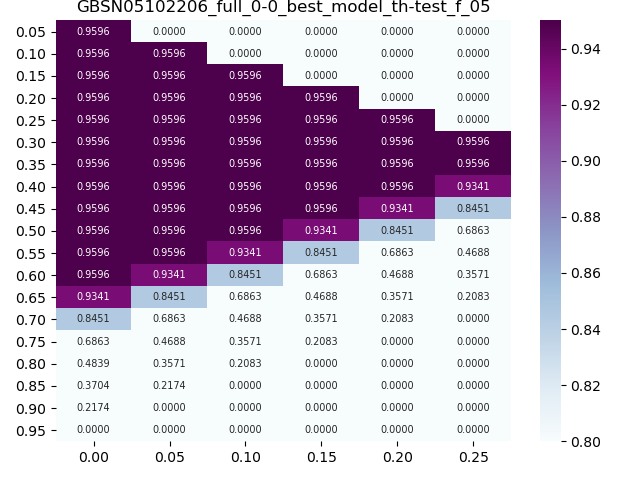 GBSN05102206_full_0-0_best_model_th-test_f_05
0.05 0.9596 0.0000 0.0000 0.0000 0.0000 0.0000
0.10 0.9596 0.9596 0.0000 0.0000 0.0000 0.0000
0.15 0.9596 0.9596 0.9596 0.0000 0.0000 0.0000
0.20 0.9596 0.9596 0.9596 0.9596 0.0000 0.0000
0.25 0.9596 0.9596 0.9596 0.9596 0.9596 0.0000
0.30 0.9596 0.9596 0.9596 0.9596 0.9596 0.9596
0.35 0.9596 0.9596 0.9596 0.9596 0.9596 0.9596
0.40 0.9596 0.9596 0.9596 0.9596 0.9596 0.9341
0.45 0.9596 0.9596 0.9596 0.9596 0.9341 0.8451
0.50 0.9596 0.9596 0.9596 0.9341 0.8451 0.6863
0.55 0.9596 0.9596 0.9341 0.8451 0.6863 0.4688
0.60 0.9596 0.9341 0.8451 0.6863 0.4688 0.3571
0.65 0.9341 0.8451 0.6863 0.4688 0.3571 0.2083
0.70 0.8451 0.6863 0.4688 0.3571 0.2083 0.0000
0.75 0.6863 0.4688 0.3571 0.2083 0.0000 0.0000
0.80 0.4839 0.3571 0.2083 0.0000 0.0000 0.0000
0.85 0.3704 0.2174 0.0000 0.0000 0.0000 0.0000
0.90 0.2174 0.0000 0.0000 0.0000 0.0000 0.0000
0.95 0.0000 0.0000 0.0000 0.0000 0.0000 0.0000
0.00 0.05 0.10 0.15 0.20 0.25
0.94
0.92
0.90
0.88
0.86
0.84
0.82
0.80